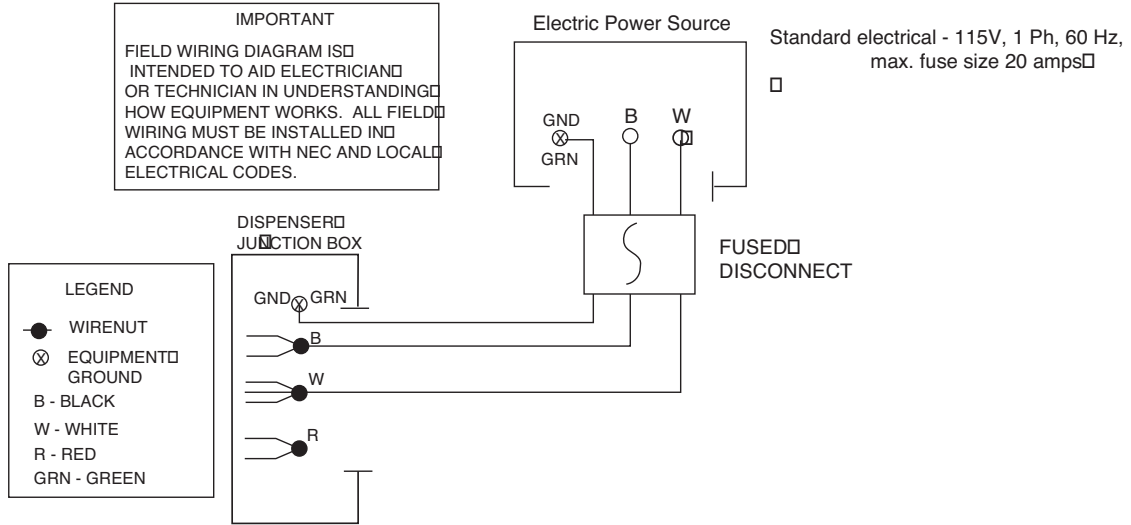 IMPORTANT
FIELD WIRING DIAGRAM IS
INTENDED TO AID ELECTRICIAN
OR TECHNICIAN IN UNDERSTANDING
HOW EQUIPMENT WORKS. ALL FIELD
WIRING MUST BE INSTALLED IN
ACCORDANCE WITH NEC AND LOCAL
ELECTRICAL CODES.
Electric Power Source
Standard electrical - 115V, 1 Ph, 60 Hz,
max. fuse size 20 amps
GND
B
W
GRN
FUSED
DISCONNECT
DISPENSER
JUNCTION BOX
GND
GRN
B
W
R
LEGEND
WIRENUT
EQUIPMENT
GROUND
B - BLACK
W - WHITE
R - RED
GRN - GREEN